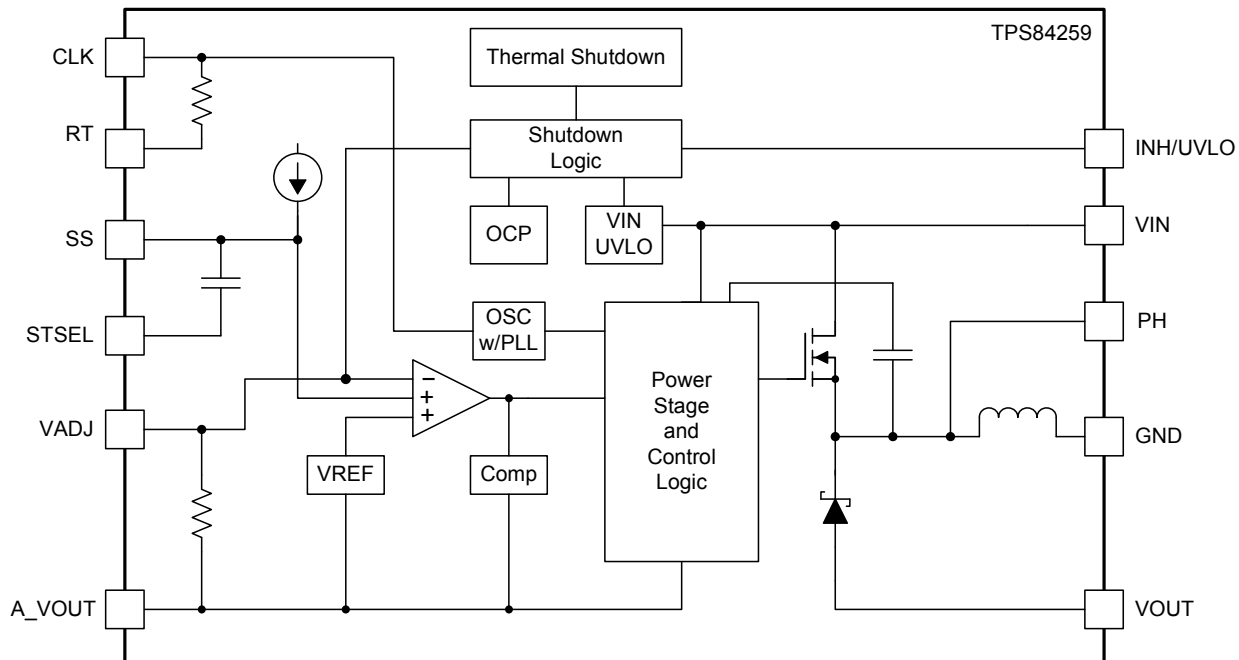 TPS84259
CLK
Thermal Shutdown
RT
Shutdown
Logic
INH/UVLO
SS
OCP
VIN
UVLO
VIN
STSEL
OSC
w/PLL
PH
−
+
+
Power
Stage
and
Control
Logic
VADJ
GND
VREF
Comp
A_VOUT
VOUT